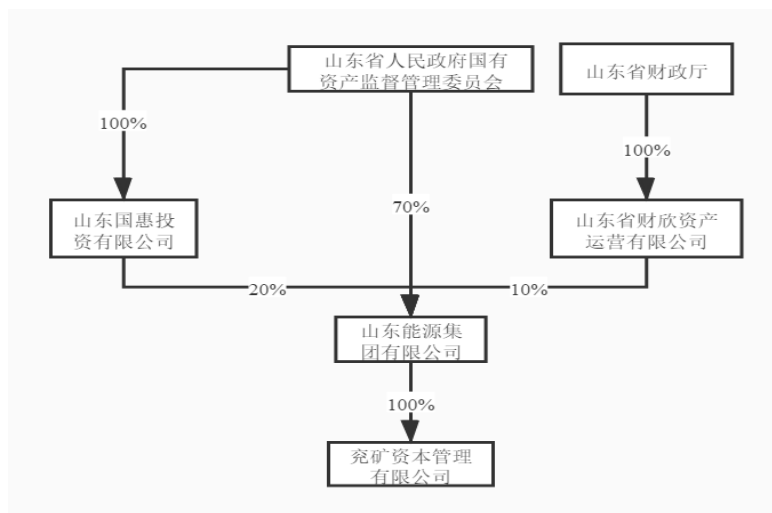 山东省人民政府国有
资产监督管理委员会
山东省财政厅
100%
100%
山东国惠投
资有限公司
70%
山东省财欣资产
运营有限公司
20%
10%
山东能源集
团有限公司
100%
兖矿资本管理
有限公司